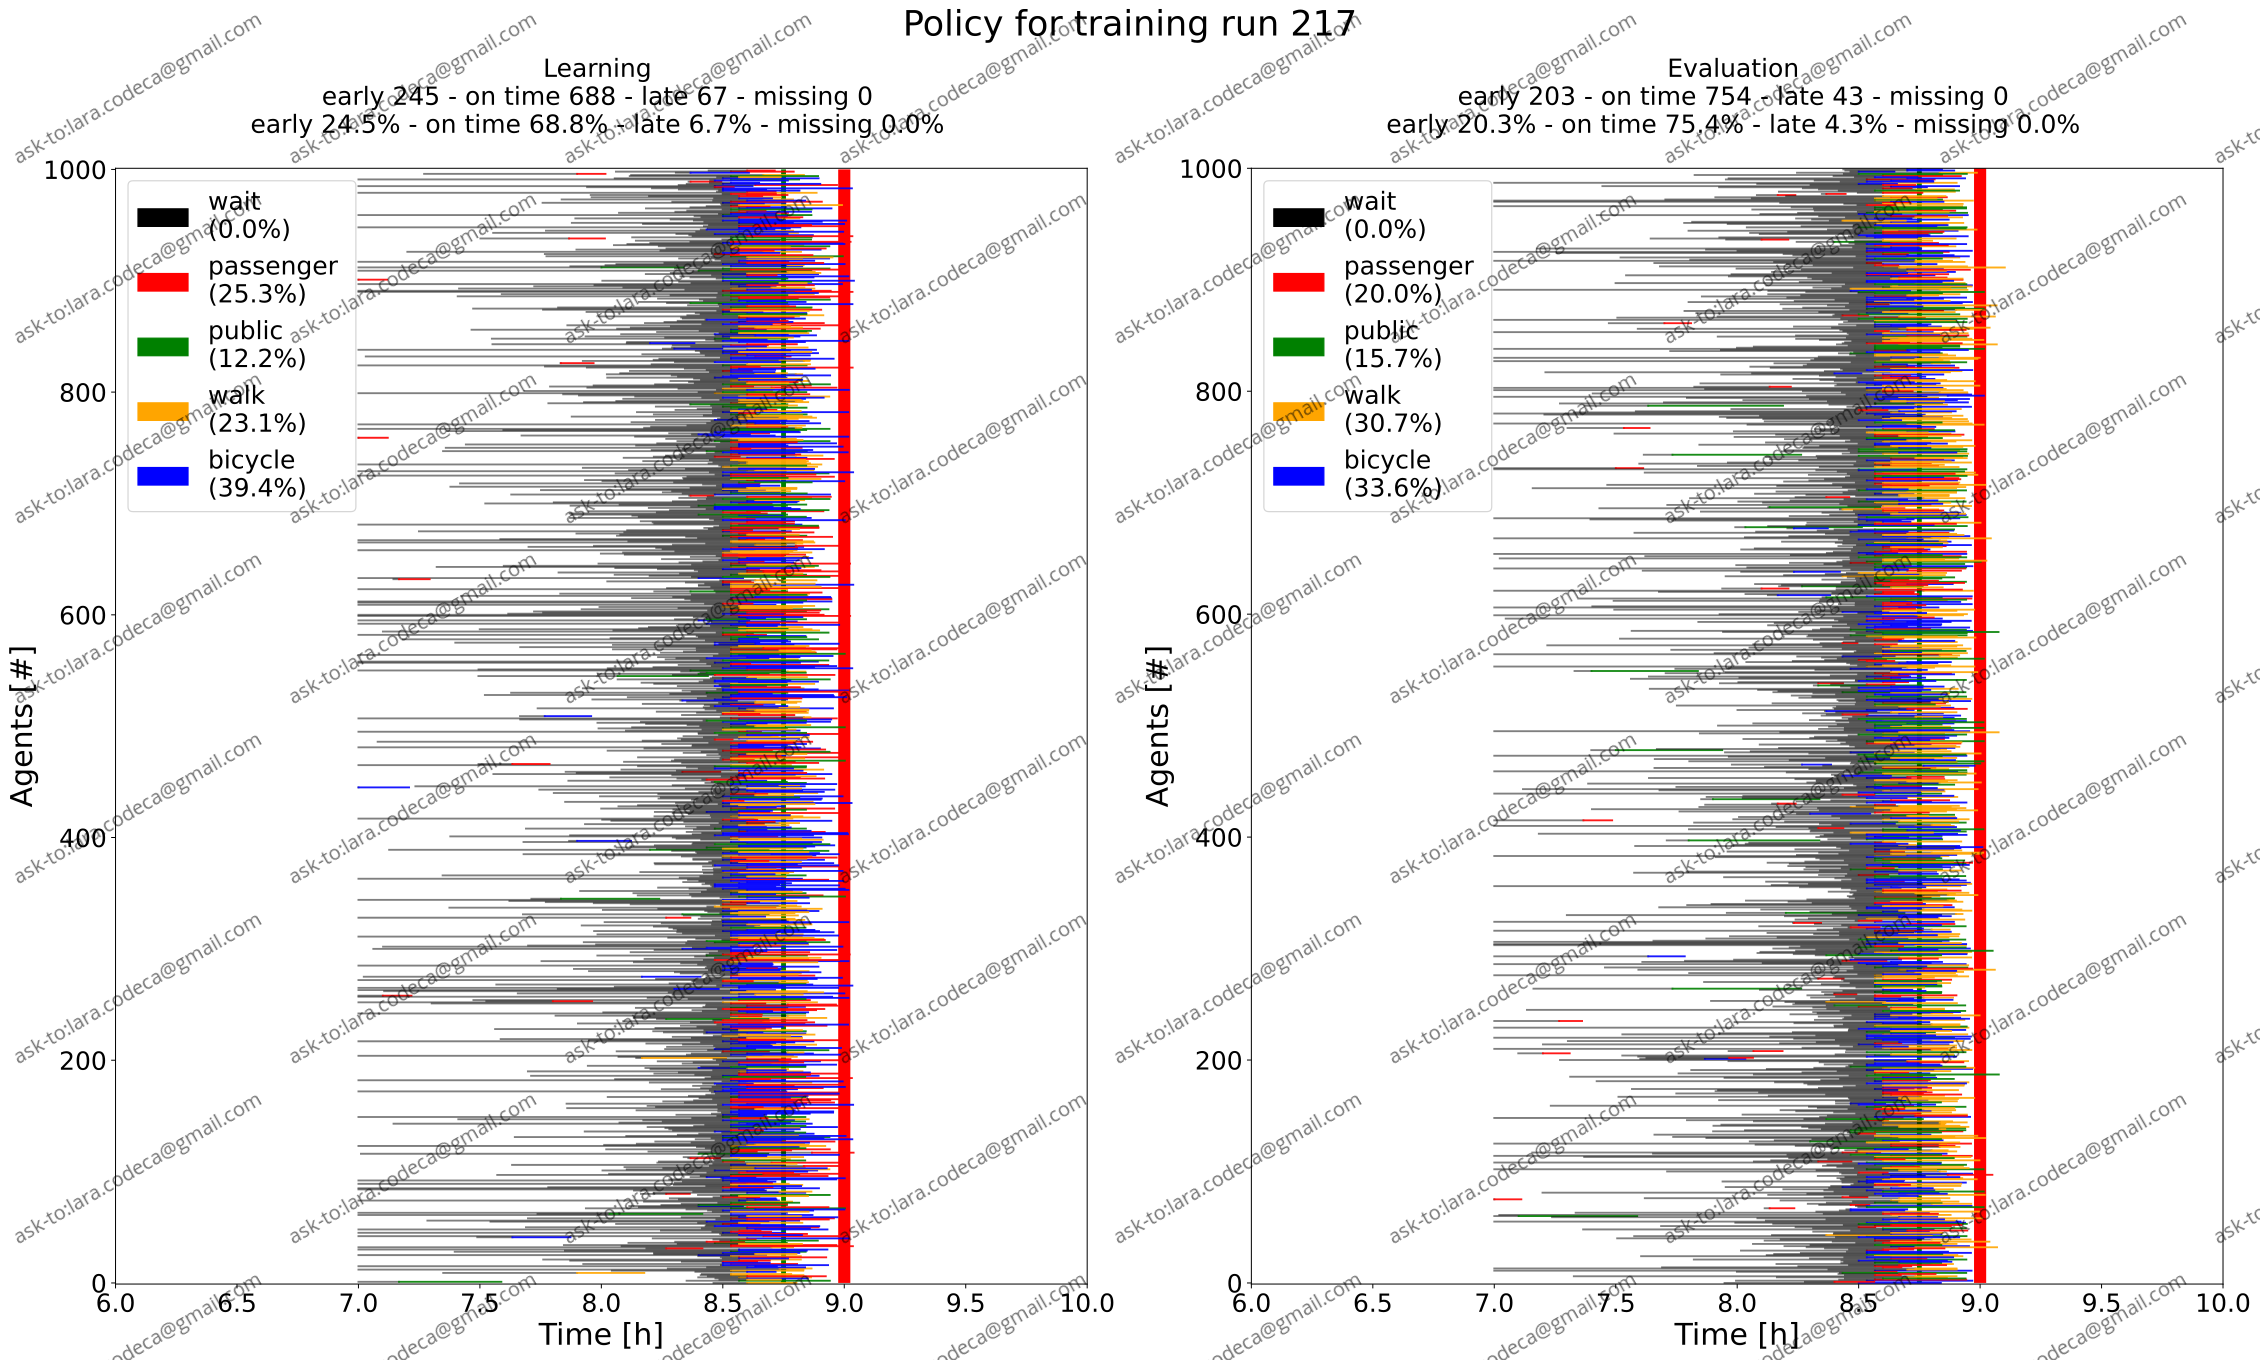 Policy for training run 217
Learning
early 245 - on time 688 - late 67 - missing 0
early 24.5% - on time 68.8% - late 6.7% - missing 0.0%
1000
800
600
400
200
0
Agents [#]
wait
(0.0%)
passenger
(25.3%)
public
(12.2%)
walk
(23.1%)
bicycle
(39.4%)
6.0 6.5 7.0 7.5 8.0 8.5 9.0 9.5 10.0
Time [h]
Evaluation
early 203 - on time 754 - late 43 - missing 0
early 20.3% - on time 75.4% - late 4.3% - missing 0.0%
1000
800
600
400
200
0
Agents [#]
wait
(0.0%)
passenger
(20.0%)
public
(15.7%)
walk
(30.7%)
bicycle
(33.6%)
6.0 6.5 7.0 7.5 8.0 8.5 9.0 9.5 10.0
Time [h]
ask-to:lara.codeca@gmail.com